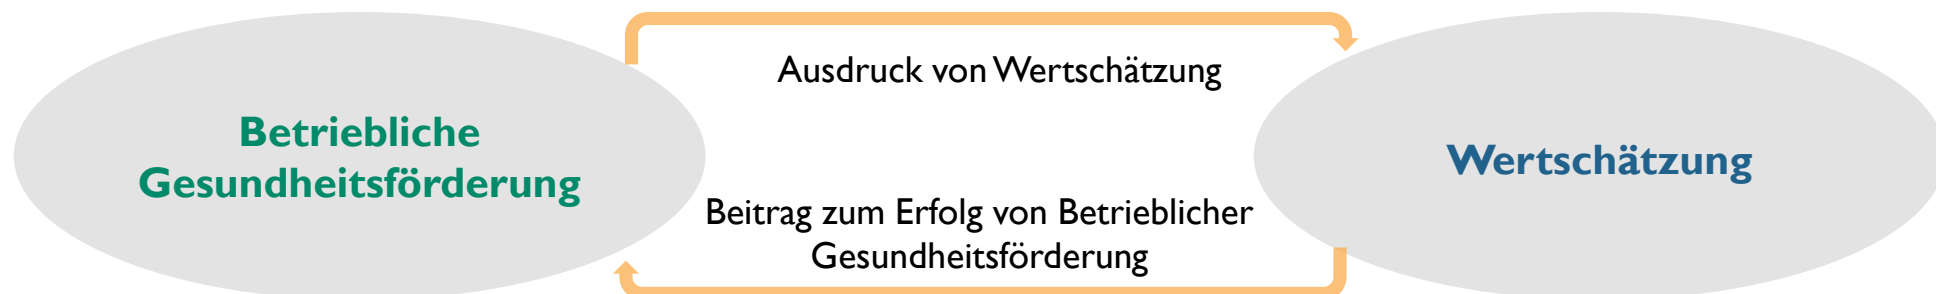 Ausdruck von Wertschätzung
Betriebliche
Gesundheitsförderung
Wertschätzung
Beitrag zum Erfolg von Betrieblicher
Gesundheitsförderung